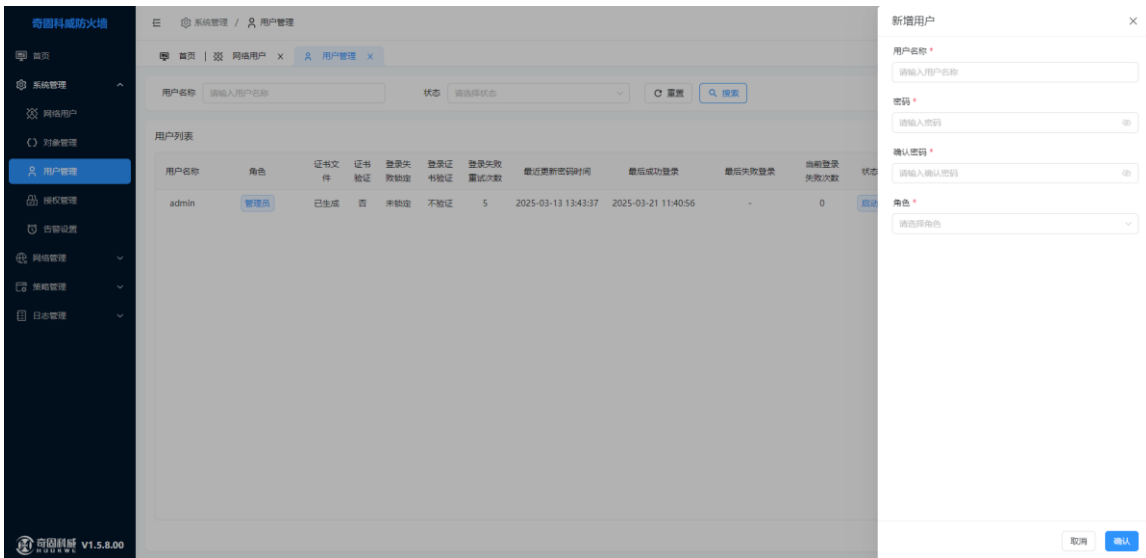 奇固科威防火墙
系统管理 / 用户管理
首页
首页 | 网络用户 × 用户管理 ×
系统管理
网络用户
对象管理
用户管理
授权管理
告警设置
网络管理
策略管理
日志管理
用户名称 请输入用户名称 状态 请选择状态 重置 搜索
用户列表
用户名称 角色 证书文件 证书验证 登录失败锁定 登录证书验证 登录失败重试次数 最近更新密码时间 最后成功登录 最后失败登录 当前登录失败次数 状态
admin 管理员 已生成 否 未锁定 不验证 5 2025-03-13 13:43:37 2025-03-21 11:40:56 - 0 启动
新增用户 ×
用户名称 *
请输入用户名称
密码 *
请输入密码
确认密码 *
请输入确认密码
角色 *
请选择角色
取消 确认
奇固科威 V1.5.8.00